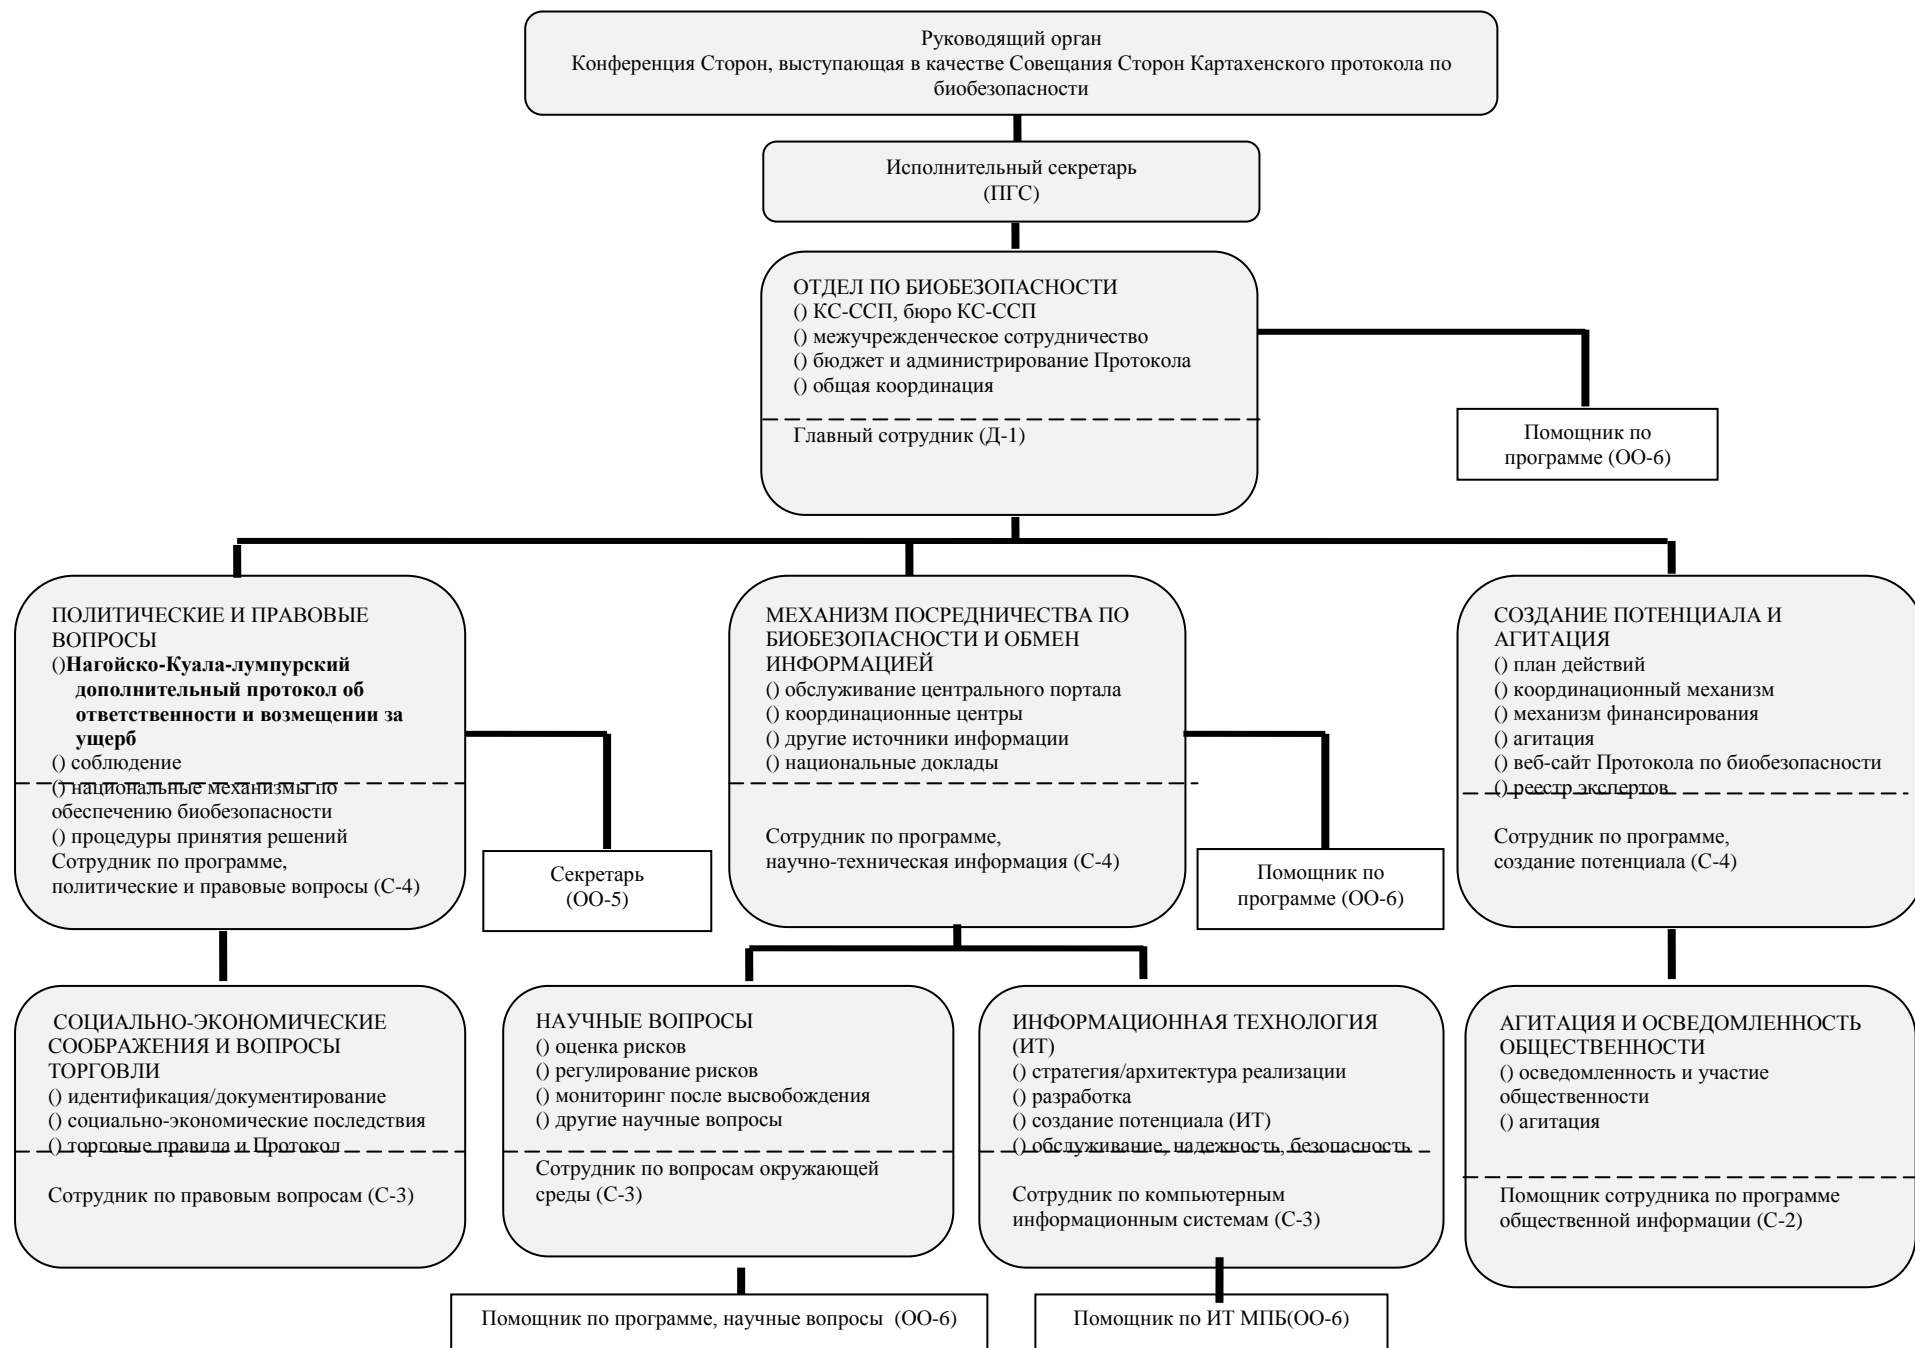 Руководящий орган
Конференция Сторон, выступающая в качестве Совещания Сторон Картахенского протокола по
биобезопасности
Исполнительный секретарь
(ПГС)
ОТДЕЛ ПО БИОБЕЗОПАСНОСТИ
() КС-ССП, бюро КС-ССП
() межучрежденческое сотрудничество
() бюджет и администрирование Протокола
() общая координация
Главный сотрудник (Д-1)
Помощник по
программе (ОО-6)
ПОЛИТИЧЕСКИЕ И ПРАВОВЫЕ
ВОПРОСЫ
()Нагойско-Куала-лумпурский
дополнительный протокол об
ответственности и возмещении за
ущерб
() соблюдение
() национальные механизмы по
обеспечению биобезопасности
() процедуры принятия решений
Сотрудник по программе,
политические и правовые вопросы (С-4)
Секретарь
(ОО-5)
МЕХАНИЗМ ПОСРЕДНИЧЕСТВА ПО
БИОБЕЗОПАСНОСТИ И ОБМЕН
ИНФОРМАЦИЕЙ
() обслуживание центрального портала
() координационные центры
() другие источники информации
() национальные доклады
Сотрудник по программе,
научно-техническая информация (С-4)
Помощник по
программе (ОО-6)
СОЗДАНИЕ ПОТЕНЦИАЛА И
АГИТАЦИЯ
() план действий
() координационный механизм
() механизм финансирования
() агитация
() веб-сайт Протокола по биобезопасности
() реестр экспертов
Сотрудник по программе,
создание потенциала (С-4)
СОЦИАЛЬНО-ЭКОНОМИЧЕСКИЕ
СООБРАЖЕНИЯ И ВОПРОСЫ
ТОРГОВЛИ
() идентификация/документирование
() социально-экономические последствия
() торговые правила и Протокол
Сотрудник по правовым вопросам (С-3)
НАУЧНЫЕ ВОПРОСЫ
() оценка рисков
() регулирование рисков
() мониторинг после высвобождения
() другие научные вопросы
Сотрудник по вопросам окружающей
среды (С-3)
ИНФОРМАЦИОННАЯ ТЕХНОЛОГИЯ
(ИТ)
() стратегия/архитектура реализации
() разработка
() создание потенциала (ИТ)
() обслуживание, надежность, безопасность
Сотрудник по компьютерным
информационным системам (С-3)
АГИТАЦИЯ И ОСВЕДОМЛЕННОСТЬ
ОБЩЕСТВЕННОСТИ
() осведомленность и участие
общественности
() агитация
Помощник сотрудника по программе
общественной информации (С-2)
Помощник по программе, научные вопросы (ОО-6)
Помощник по ИТ МПБ(ОО-6)